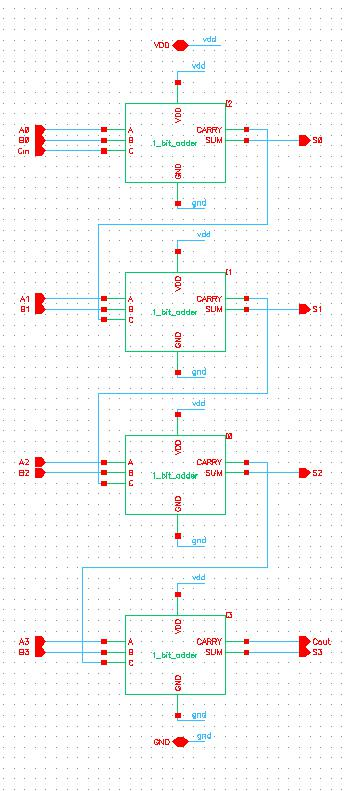 VDD vdd
vdd
I2
VDD
A0 A CARRY
B0 B SUM S0
Cin C 1_bit_adder
GND
gnd
vdd
I1
VDD
A1 A CARRY
B1 B SUM S1
C 1_bit_adder
GND
gnd
vdd
I0
VDD
A2 A CARRY
B2 B SUM S2
C 1_bit_adder
GND
gnd
vdd
I3
VDD
A3 A CARRY Cout
B3 B SUM S3
C 1_bit_adder
GND
gnd
GND gnd